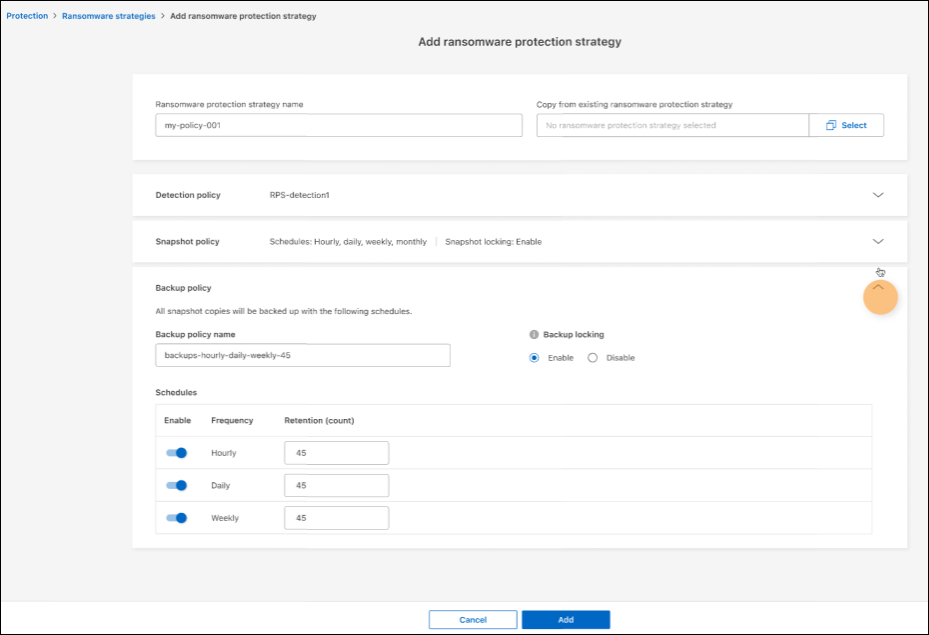 Protection > Ransomware strategies > Add ransomware protection strategy
Add ransomware protection strategy
Ransomware protection strategy name
Copy from existing ransomware protection strategy
my-policy-001
No ransomware protection strategy selected
Select
Detection policy
RPS-detection1
Snapshot policy
Schedules: Hourly, daily, weekly, monthly | Snapshot locking: Enable
Backup policy
All snapshot copies will be backed up with the following schedules.
Backup policy name
Backup locking
backups-hourly-daily-weekly-45
Enable
Disable
Schedules
Enable Frequency Retention (count)
Hourly 45
Daily 45
Weekly 45
Cancel
Add